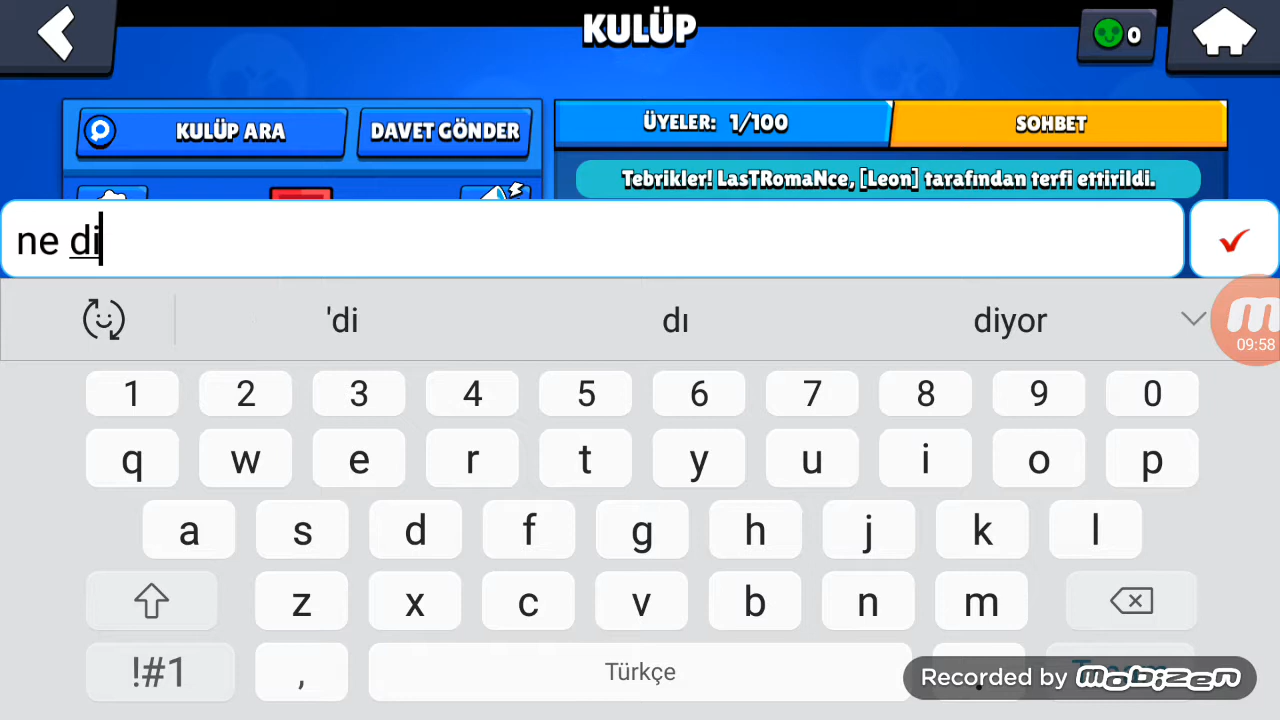 KULÜP
0
KULÜP ARA
DAVET GÖNDER
ÜYELER: 1/100
SOHBET
Tebrikler! LasTRomaNce, [Leon] tarafından terfi ettirildi.
ne di
'di
dı
diyor
09:58
1 2 3 4 5 6 7 8 9 0
q w e r t y u i o p
a s d f g h j k l
z x c v b n m
!#1
,
Türkçe
.
Recorded by mobizen